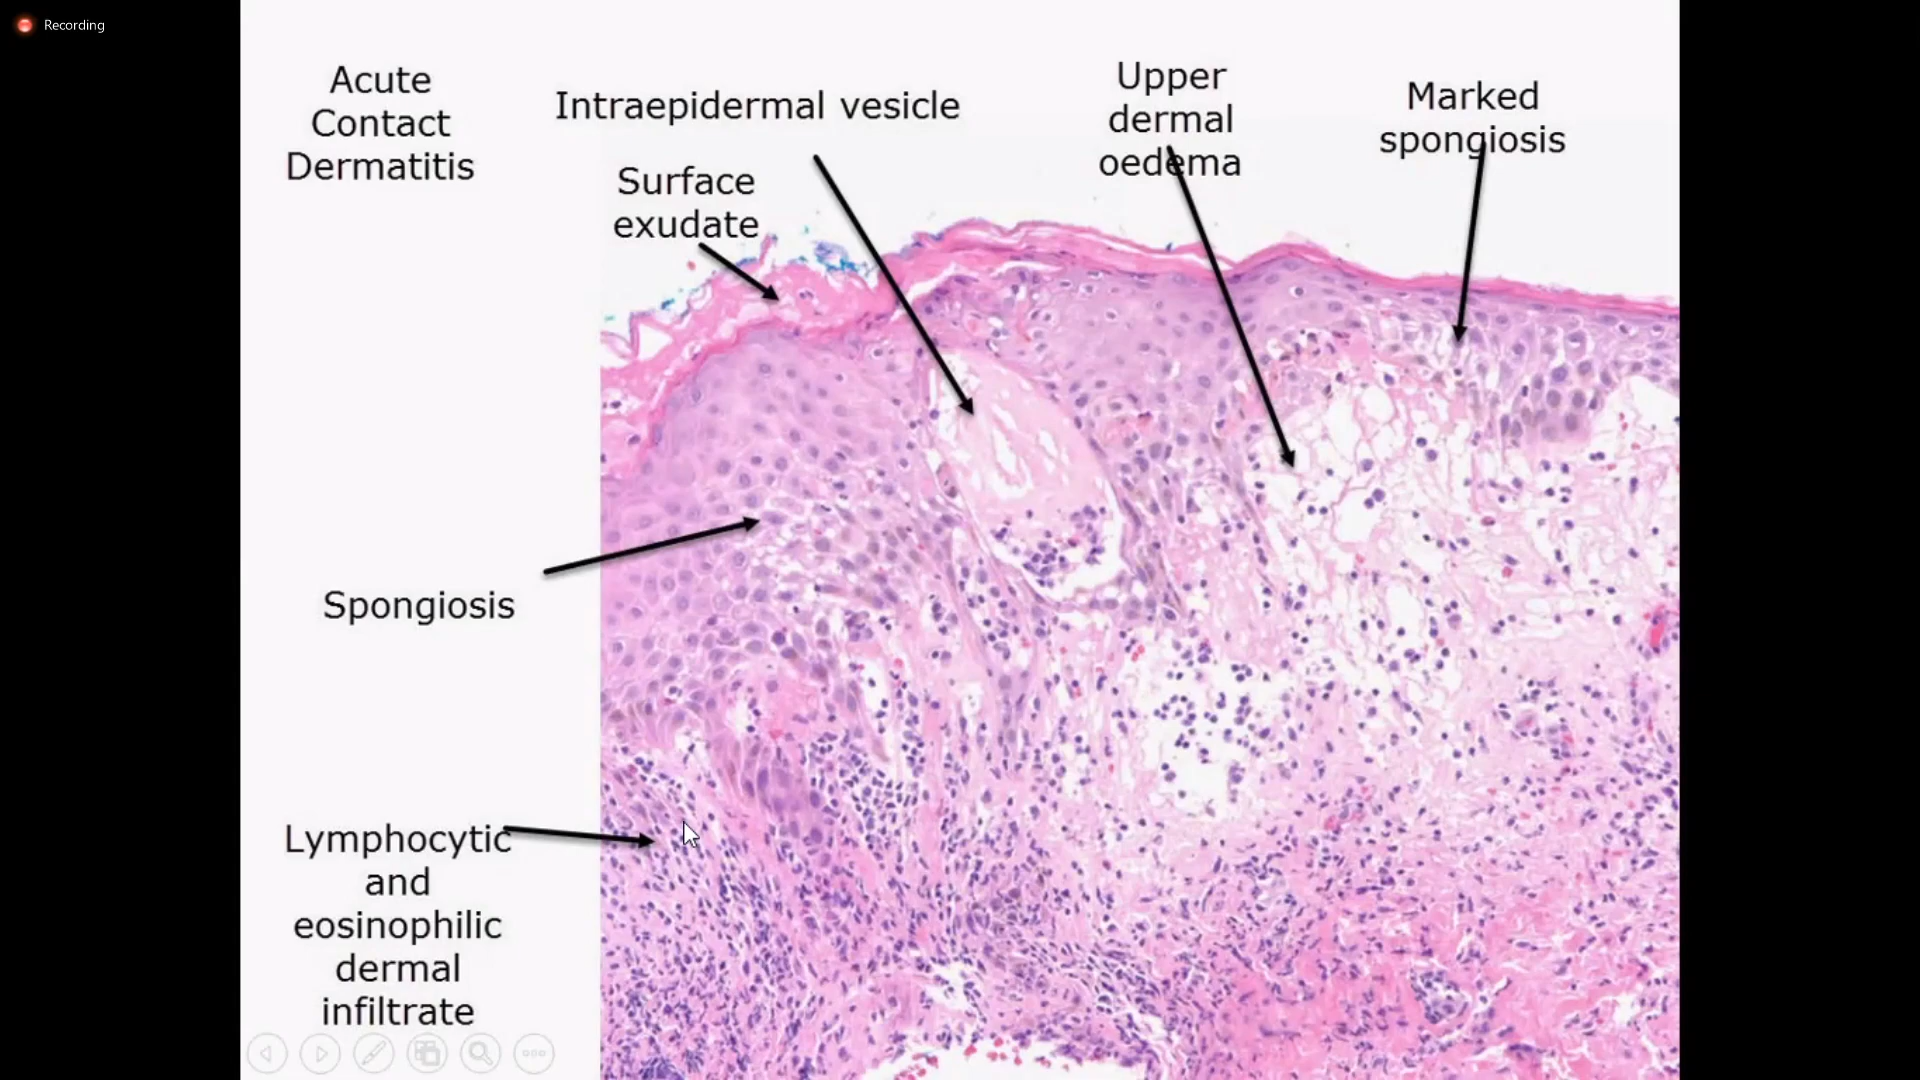 Recording
Acute
Contact
Dermatitis
Intraepidermal vesicle
Surface
exudate
Upper
dermal
oedema
Marked
spongiosis
Spongiosis
Lymphocytic
and
eosinophilic
dermal
infiltrate